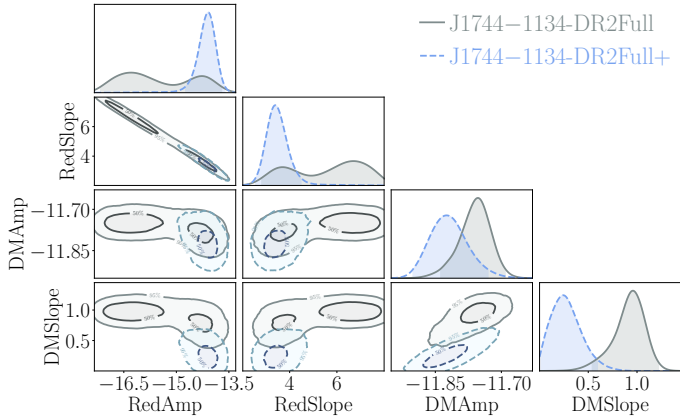 J1744−1134-DR2Full
J1744−1134-DR2Full+
RedSlope
6
4
DMAmp
−11.70
−11.85
DMSlope
1.0
0.5
−16.5 −15.0 −13.5
4 6
−11.85 −11.70
0.5 1.0
RedAmp RedSlope DMAmp DMSlope